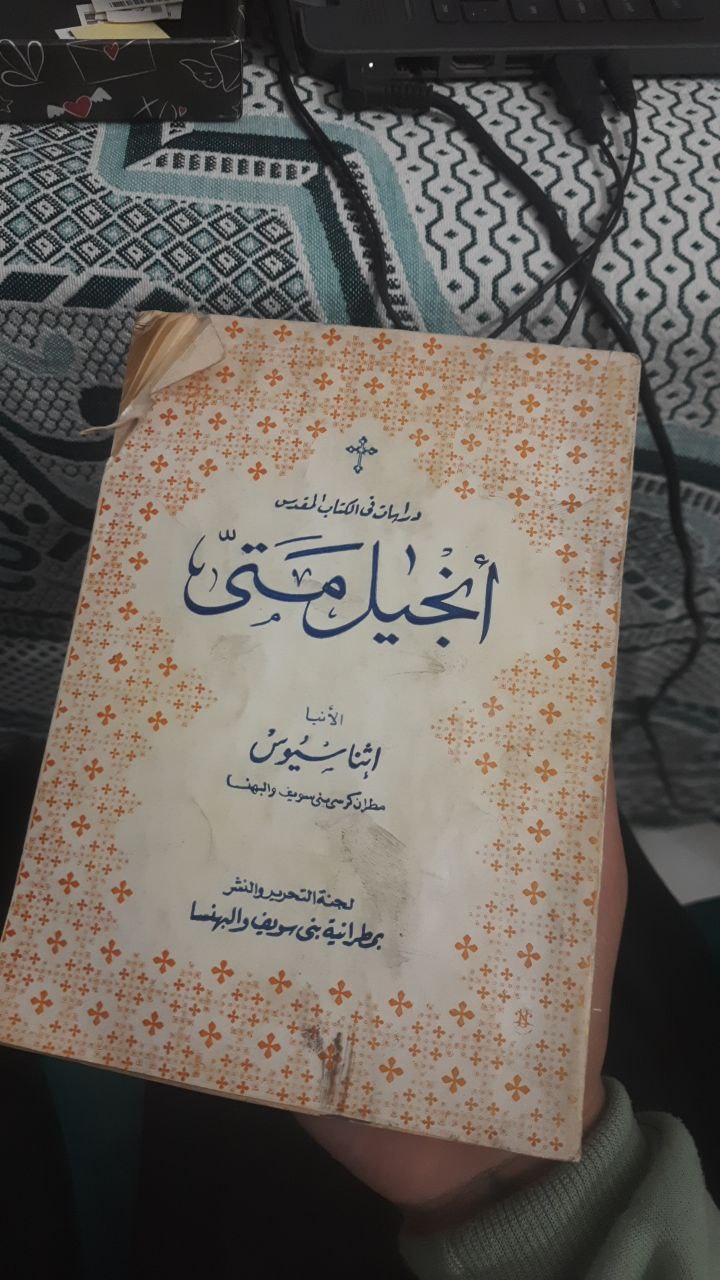 دراسات فى الكتاب المقدس
أنجيل متىّ
الأنبا
اثناسيوس
مطران كرسى بنى سويف والبهنسا
لجنة التحرير والنشر
بمطرانية بنى سويف والبهنسا